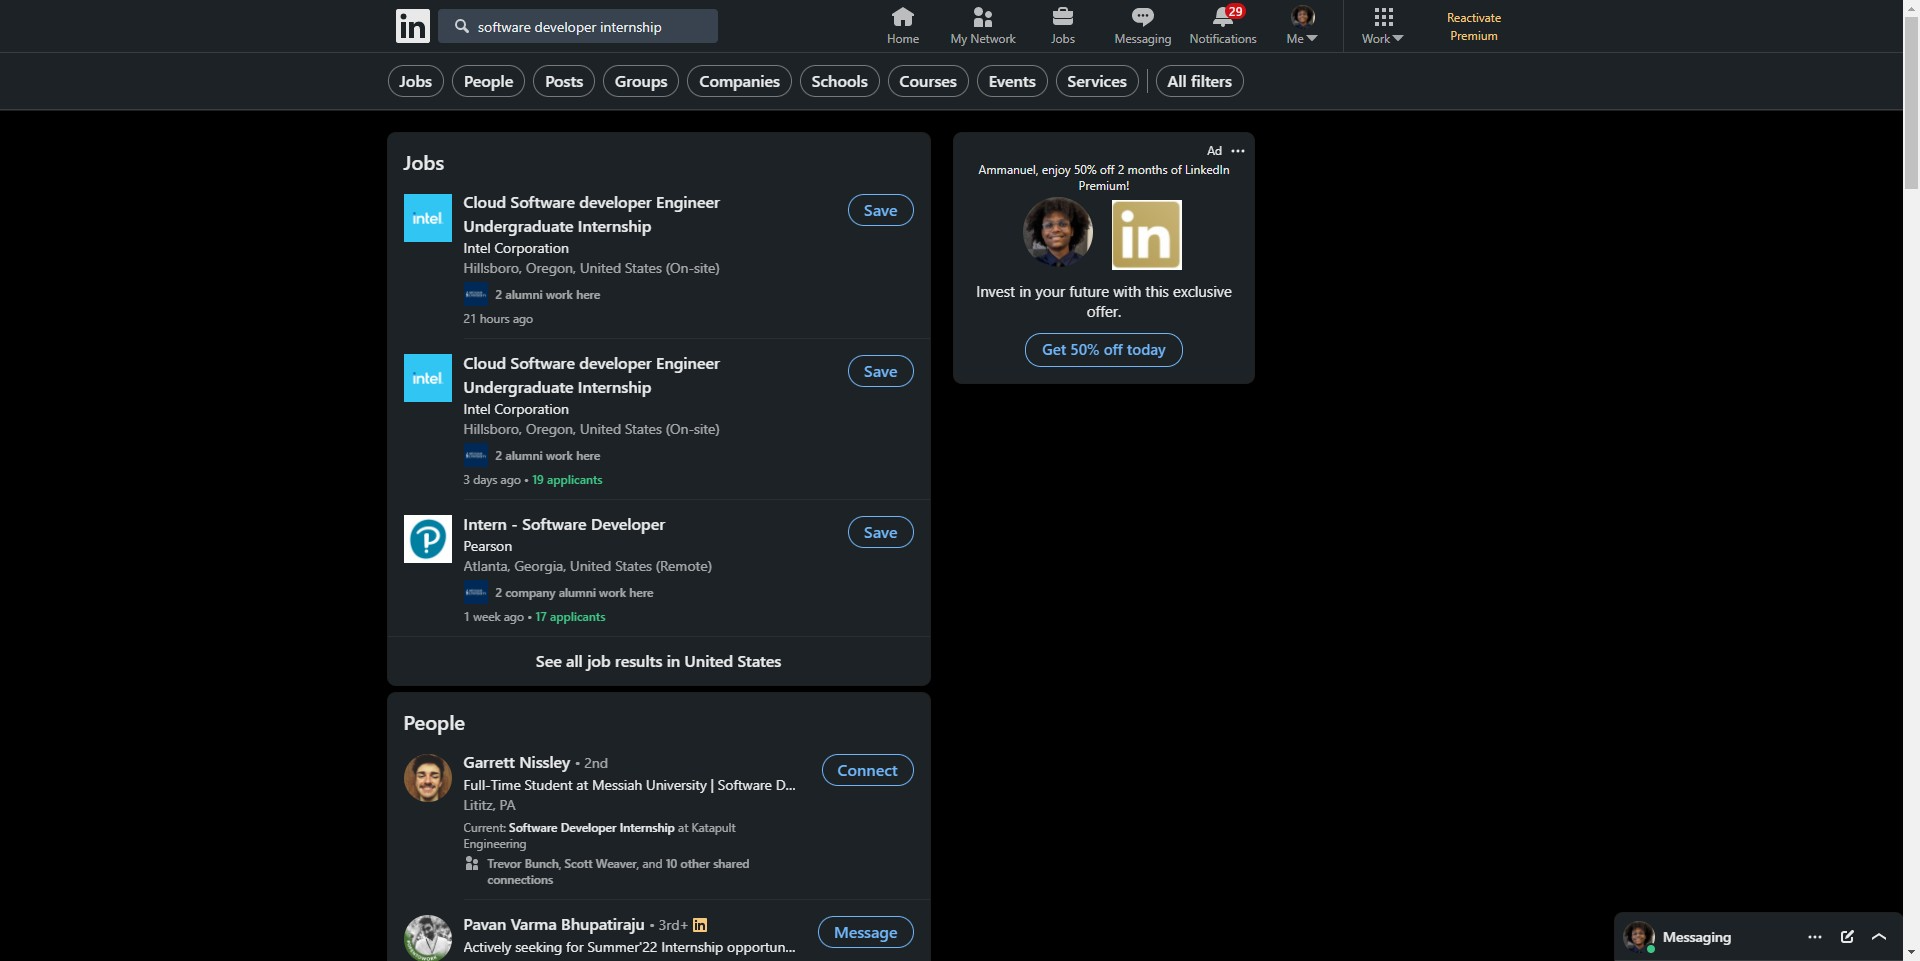 in
software developer internship
Home
My Network
Jobs
Messaging
29
Notifications
Me
Work
Reactivate
Premium
Jobs
People
Posts
Groups
Companies
Schools
Courses
Events
Services
All filters
Jobs
intel
Cloud Software developer Engineer
Undergraduate Internship
Save
Intel Corporation
Hillsboro, Oregon, United States (On-site)
2 alumni work here
21 hours ago
intel
Cloud Software developer Engineer
Undergraduate Internship
Save
Intel Corporation
Hillsboro, Oregon, United States (On-site)
2 alumni work here
3 days ago • 19 applicants
Intern - Software Developer
Save
Pearson
Atlanta, Georgia, United States (Remote)
2 company alumni work here
1 week ago • 17 applicants
See all job results in United States
People
Garrett Nissley • 2nd
Connect
Full-Time Student at Messiah University | Software D...
Lititz, PA
Current: Software Developer Internship at Katapult
Engineering
Trevor Bunch, Scott Weaver, and 10 other shared
connections
Pavan Varma Bhupatiraju • 3rd+ in
Message
Actively seeking for Summer'22 Internship opportun...
Ad
Ammanuel, enjoy 50% off 2 months of LinkedIn
Premium!
in
Invest in your future with this exclusive
offer.
Get 50% off today
Messaging